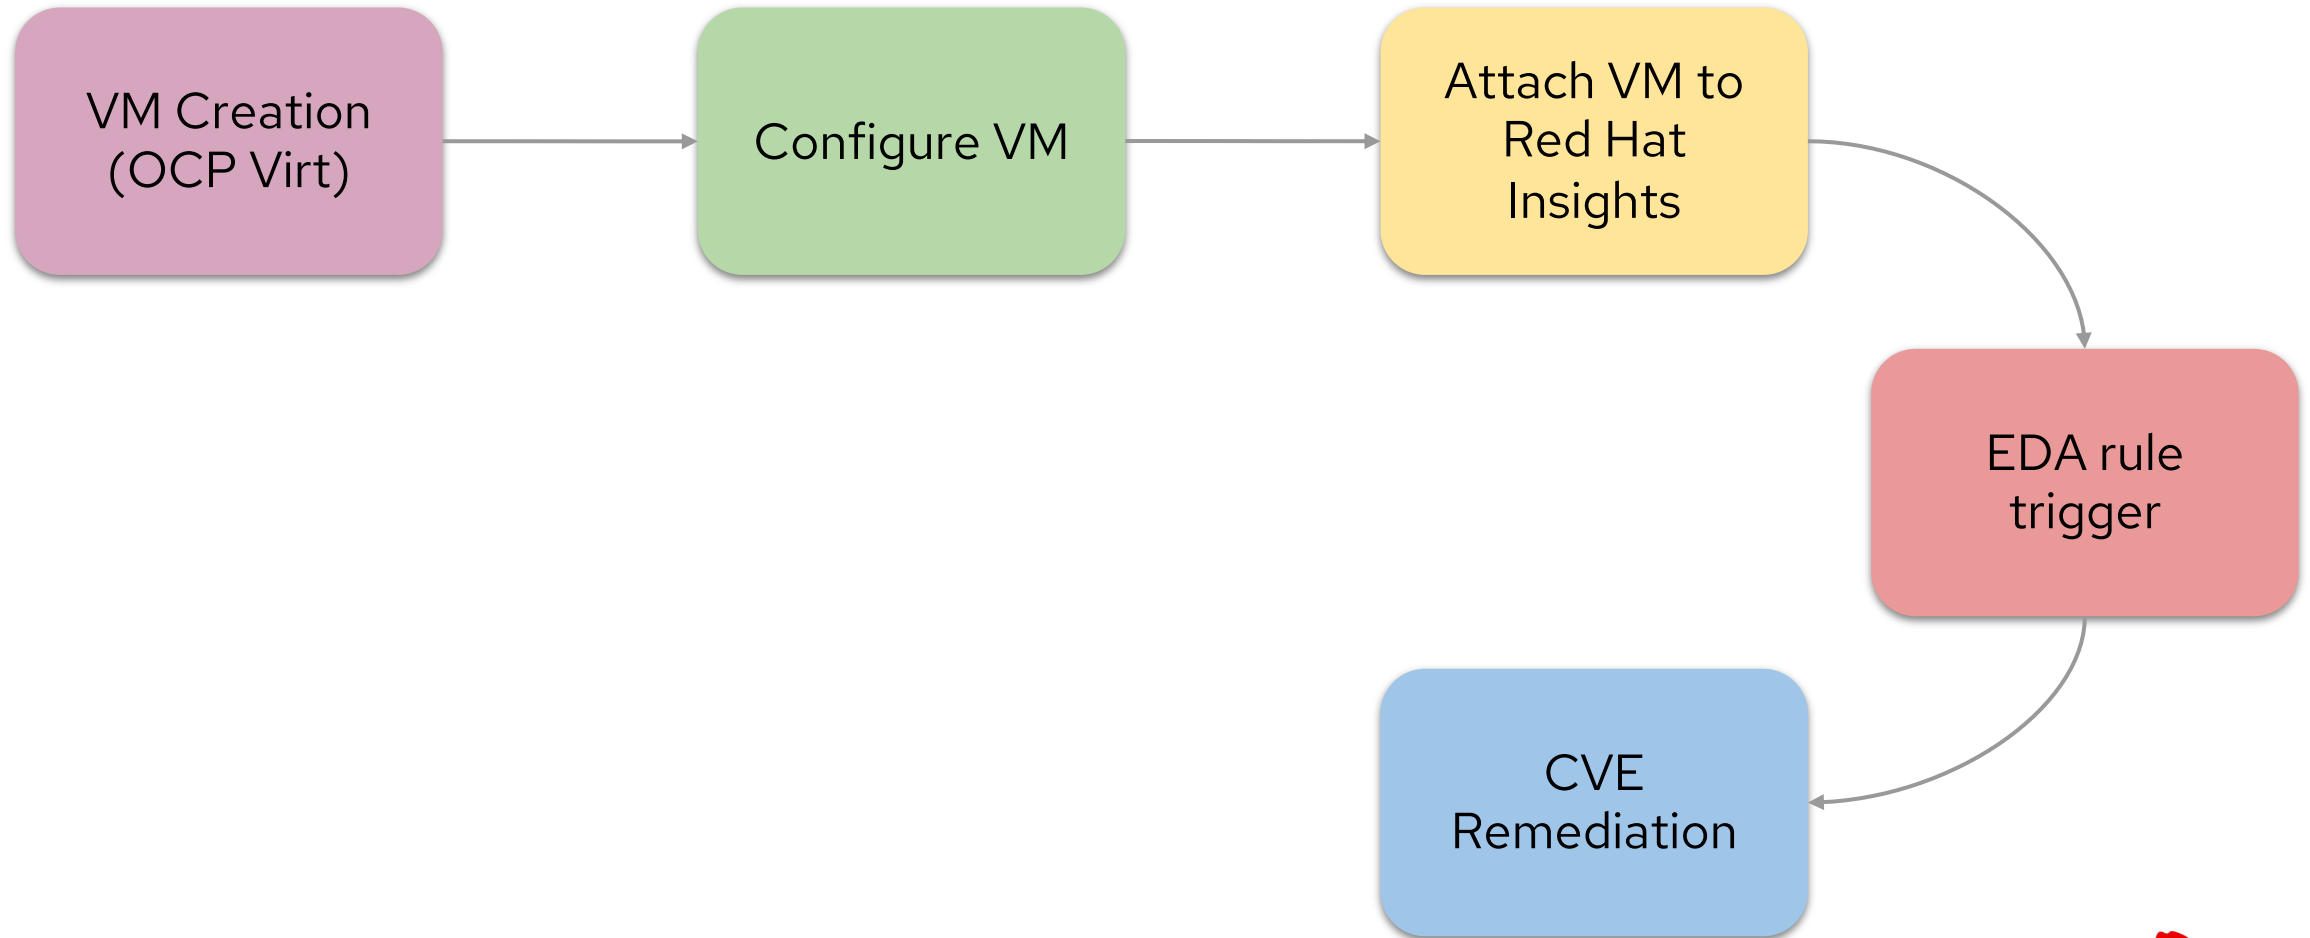 VM Creation
(OCP Virt)
Configure VM
Attach VM to
Red Hat
Insights
EDA rule
trigger
CVE
Remediation